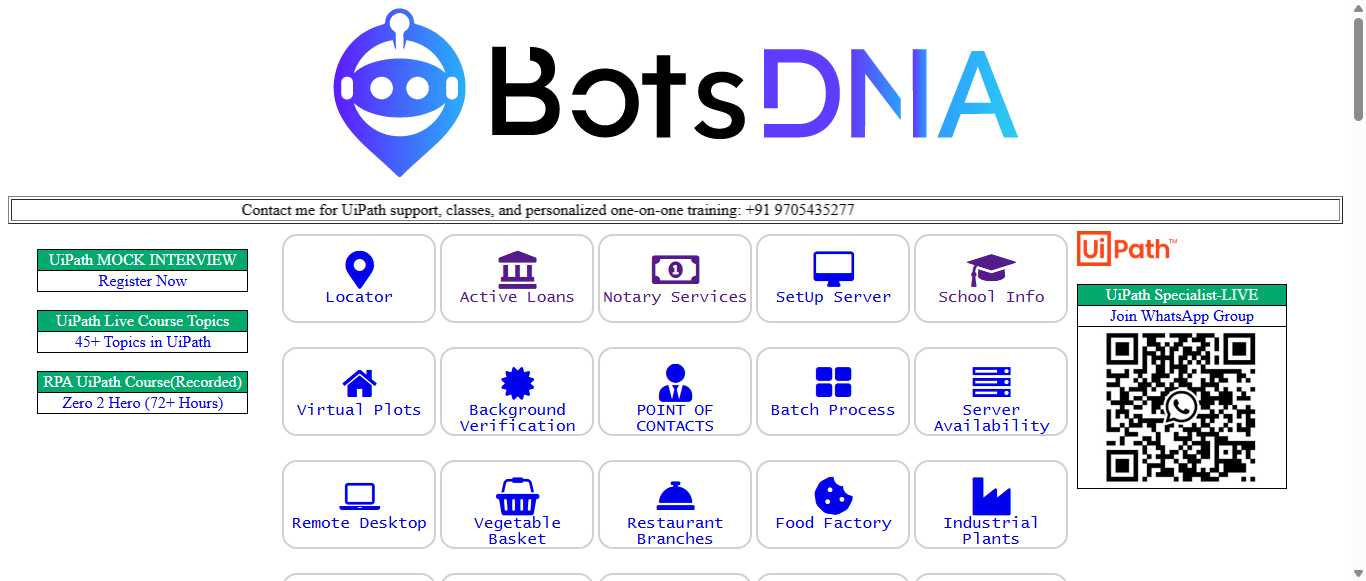 BotsDNA
Contact me for UiPath support, classes, and personalized one-on-one training: +91 9705435277
UiPath MOCK INTERVIEW
Register Now
UiPath Live Course Topics
45+ Topics in UiPath
RPA UiPath Course(Recorded)
Zero 2 Hero (72+ Hours)
Locator
Active Loans
1
Notary Services
SetUp Server
School Info
Virtual Plots
Background
Verification
POINT OF
CONTACTS
Batch Process
Server
Availability
Remote Desktop
Vegetable
Basket
Restaurant
Branches
Food Factory
Industrial
Plants
UiPath™
UiPath Specialist-LIVE
Join WhatsApp Group